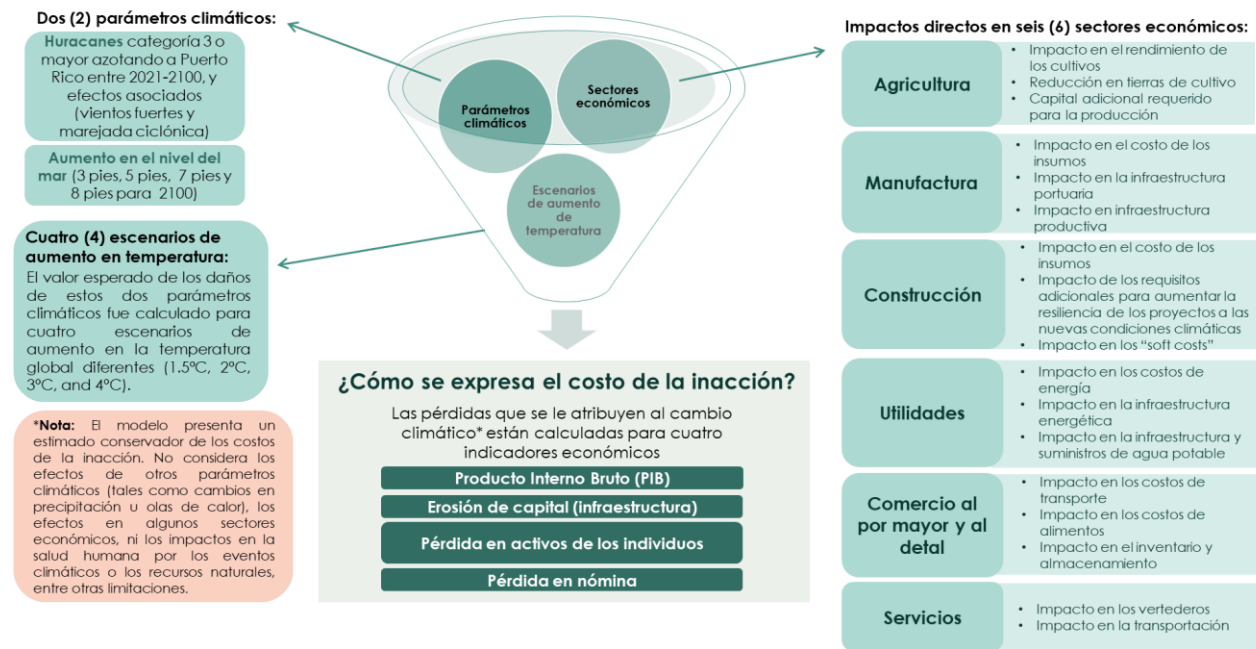 Dos (2) parámetros climáticos:
Huracanes categoría 3 o
mayor azotando a Puerto
Rico entre 2021-2100, y
efectos asociados
(vientos fuertes y
marejada ciclónica)
Aumento en el nivel del
mar (3 pies, 5 pies, 7 pies y
8 pies para 2100)
Cuatro (4) escenarios de
aumento en temperatura:
El valor esperado de los daños
de estos dos parámetros
climáticos fue calculado para
cuatro escenarios de
aumento en la temperatura
global diferentes (1.5ºC, 2ºC,
3ºC, and 4ºC).
*Nota: El modelo presenta un
estimado conservador de los costos
de la inacción. No considera los
efectos de otros parámetros
climáticos (tales como cambios en
precipitación u olas de calor), los
efectos en algunos sectores
económicos, ni los impactos en la
salud humana por los eventos
climáticos o los recursos naturales,
entre otras limitaciones.
Parámetros
climáticos
Sectores
económicos
Escenarios
de aumento
de
temperatura
¿Cómo se expresa el costo de la inacción?
Las pérdidas que se le atribuyen al cambio
climático* están calculadas para cuatro
indicadores económicos
Producto Interno Bruto (PIB)
Erosión de capital (infraestructura)
Pérdida en activos de los individuos
Pérdida en nómina
Impactos directos en seis (6) sectores económicos:
Agricultura
• Impacto en el rendimiento de
los cultivos
• Reducción en tierras de cultivo
• Capital adicional requerido
para la producción
Manufactura
• Impacto en el costo de los
insumos
• Impacto en la infraestructura
portuaria
• Impacto en infraestructura
productiva
Construcción
• Impacto en el costo de los
insumos
• Impacto de los requisitos
adicionales para aumentar la
resiliencia de los proyectos a las
nuevas condiciones climáticas
• Impacto en los “soft costs”
Utilidades
• Impacto en los costos de
energía
• Impacto en la infraestructura
energética
• Impacto en la infraestructura y
suministros de agua potable
Comercio al
por mayor y al
detal
• Impacto en los costos de
transporte
• Impacto en los costos de
alimentos
• Impacto en el inventario y
almacenamiento
Servicios
• Impacto en los vertederos
• Impacto en la transportación